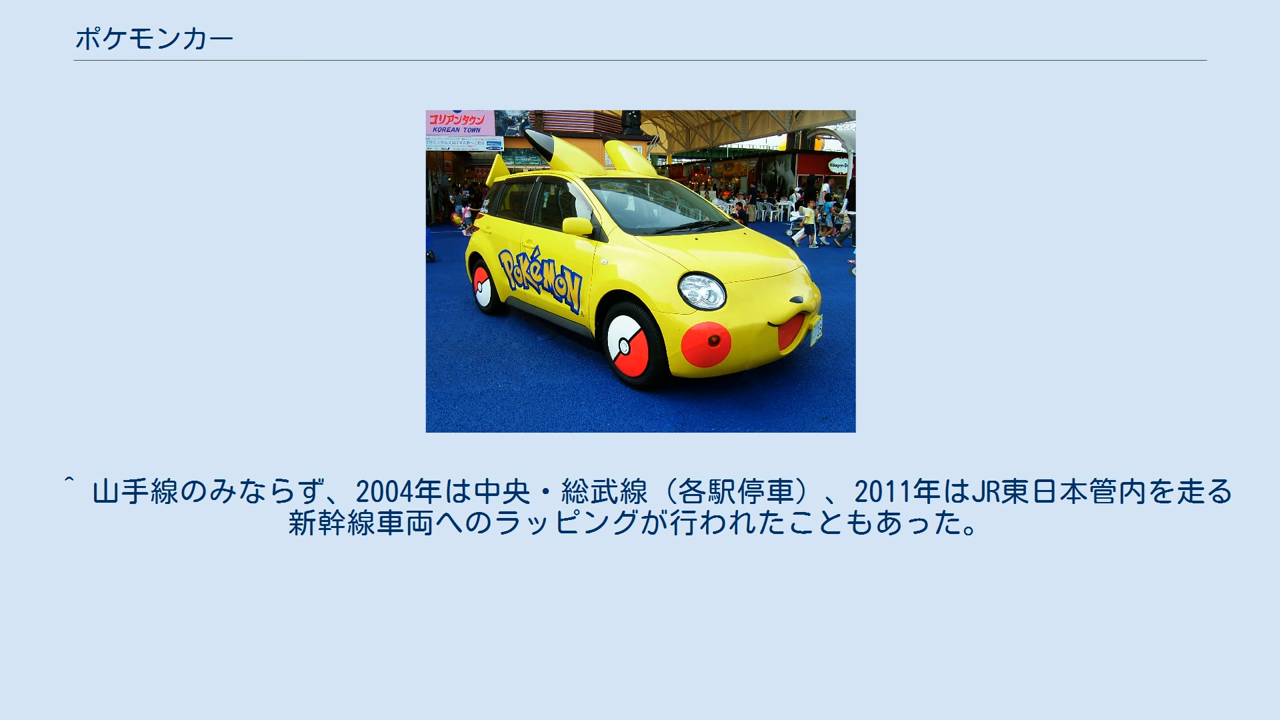 ポケモンカー
コリアンタウン
KOREAN TOWN
POKéMON
^ 山手線のみならず、2004年は中央・総武線（各駅停車）、2011年はJR東日本管内を走る
新幹線車両へのラッピングが行われたこともあった。